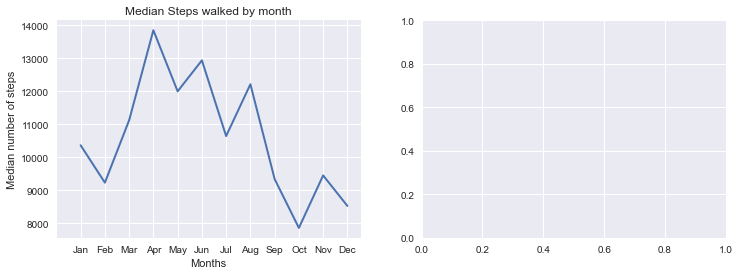 Median Steps walked by month
Median number of steps
14000
13000
12000
11000
10000
9000
8000
Jan Feb Mar Apr May Jun Jul Aug Sep Oct Nov Dec
Months
1.0
0.8
0.6
0.4
0.2
0.0
0.0 0.2 0.4 0.6 0.8 1.0